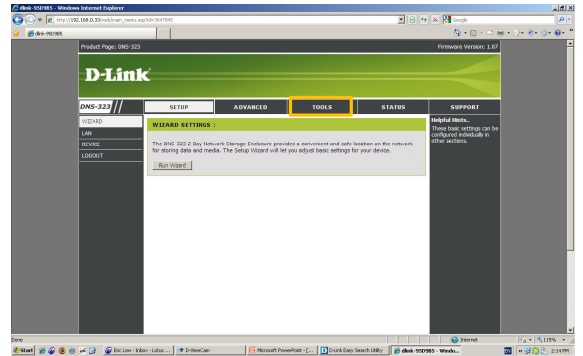 dlink-95D985 - Windows Internet Explorer
http://192.168.0.33/web/main_menu.asp?id=3647845
Google
dlink-95D985
Product Page: DNS-323
Firmware Version: 1.07
D-Link
DNS-323
SETUP
ADVANCED
TOOLS
STATUS
SUPPORT
WIZARD
LAN
DEVICE
LOGOUT
WIZARD SETTINGS :
The DNS-323 2-Bay Network Storage Enclosure provides a convenient and safe location on the network
for storing data and media. The Setup Wizard will let you adjust basic settings for your device.
Run Wizard
Helpful Hints..
These basic settings can be
configured individually in
other sections.
Done
Internet
115%
Start
Eric Low - Inbox - Lotus ...
D-ViewCam
Microsoft PowerPoint - [...
D-Link Easy Search Utility
dlink-95D985 - Windo...
2:14 PM